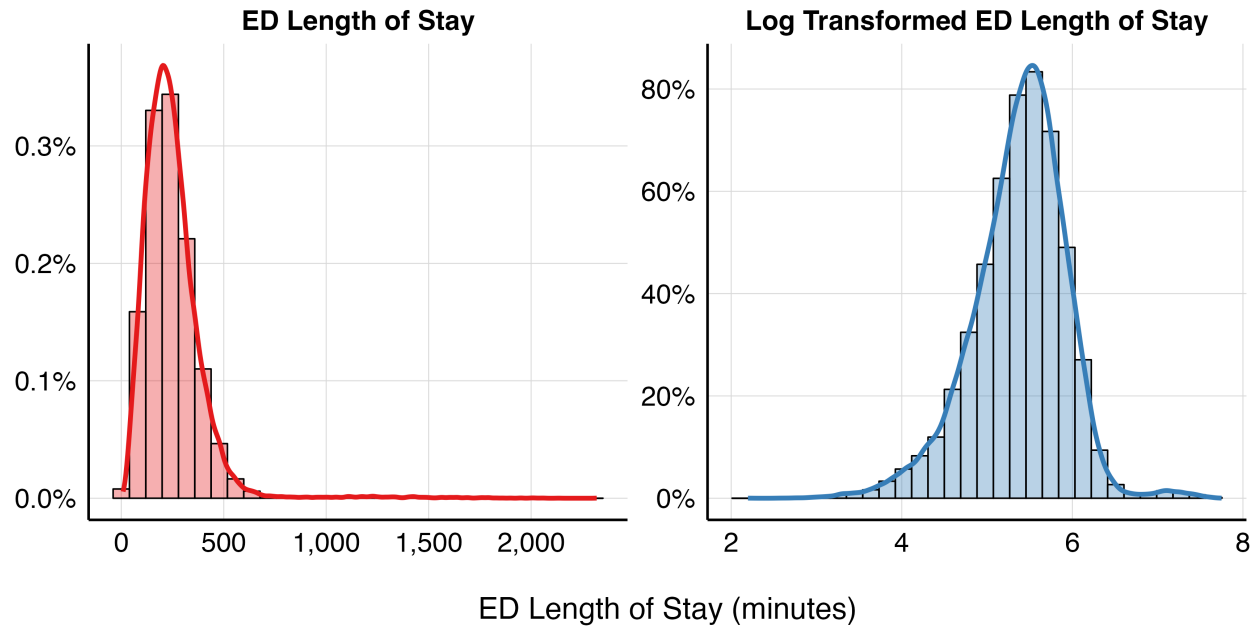 ED Length of Stay
0.3%
0.2%
0.1%
0.0%
0 500 1,000 1,500 2,000
Log Transformed ED Length of Stay
80%
60%
40%
20%
0%
2 4 6 8
ED Length of Stay (minutes)